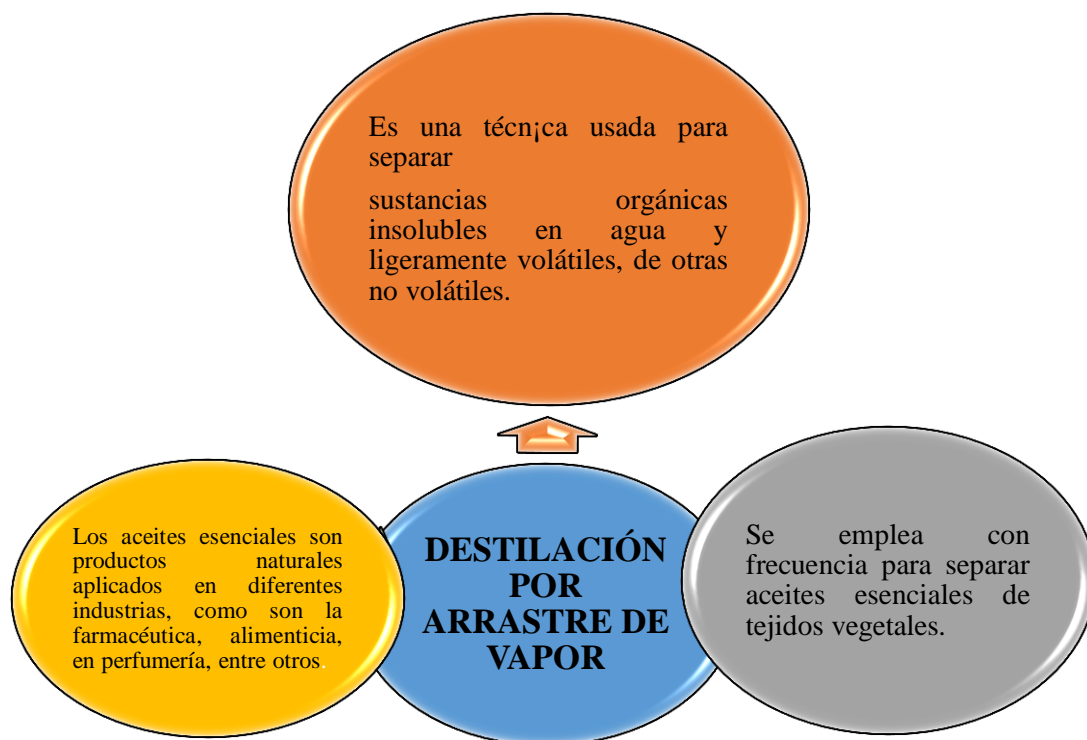 Es una técn¡ca usada para
separar
sustancias orgánicas
insolubles en agua y
ligeramente volátiles, de otras
no volátiles.
Los aceites esenciales son
productos naturales
aplicados en diferentes
industrias, como son la
farmacéutica, alimenticia,
en perfumería, entre otros.
DESTILACIÓN
POR
ARRASTRE DE
VAPOR
Se emplea con
frecuencia para separar
aceites esenciales de
tejidos vegetales.